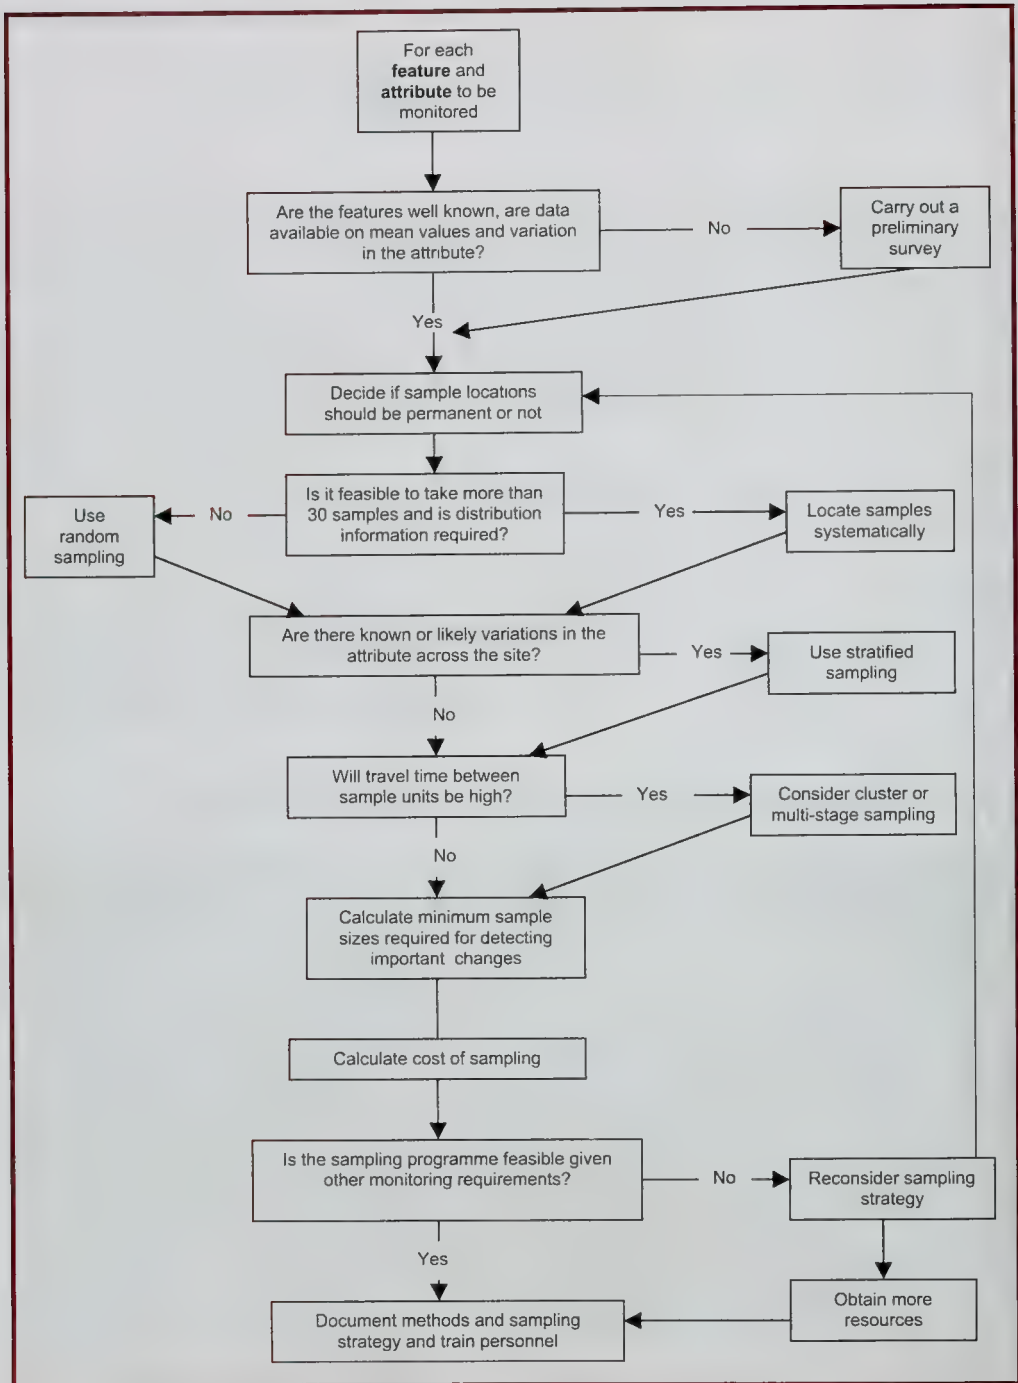 For each
feature and
attribute to be
monitored
Are the features well known, are data
available on mean values and variation
in the attribute?
No
Carry out a
preliminary
survey
Yes
Decide if sample locations
should be permanent or not
Is it feasible to take more than
30 samples and is distribution
information required?
No
Use
random
sampling
Yes
Locate samples
systematically
Are there known or likely variations in the
attribute across the site?
Yes
Use stratified
sampling
No
Will travel time between
sample units be high?
Yes
Consider cluster or
multi-stage sampling
No
Calculate minimum sample
sizes required for detecting
important changes
Calculate cost of sampling
Is the sampling programme feasible given
other monitoring requirements?
No
Reconsider sampling
strategy
Yes
Obtain more
resources
Document methods and sampling
strategy and train personnel